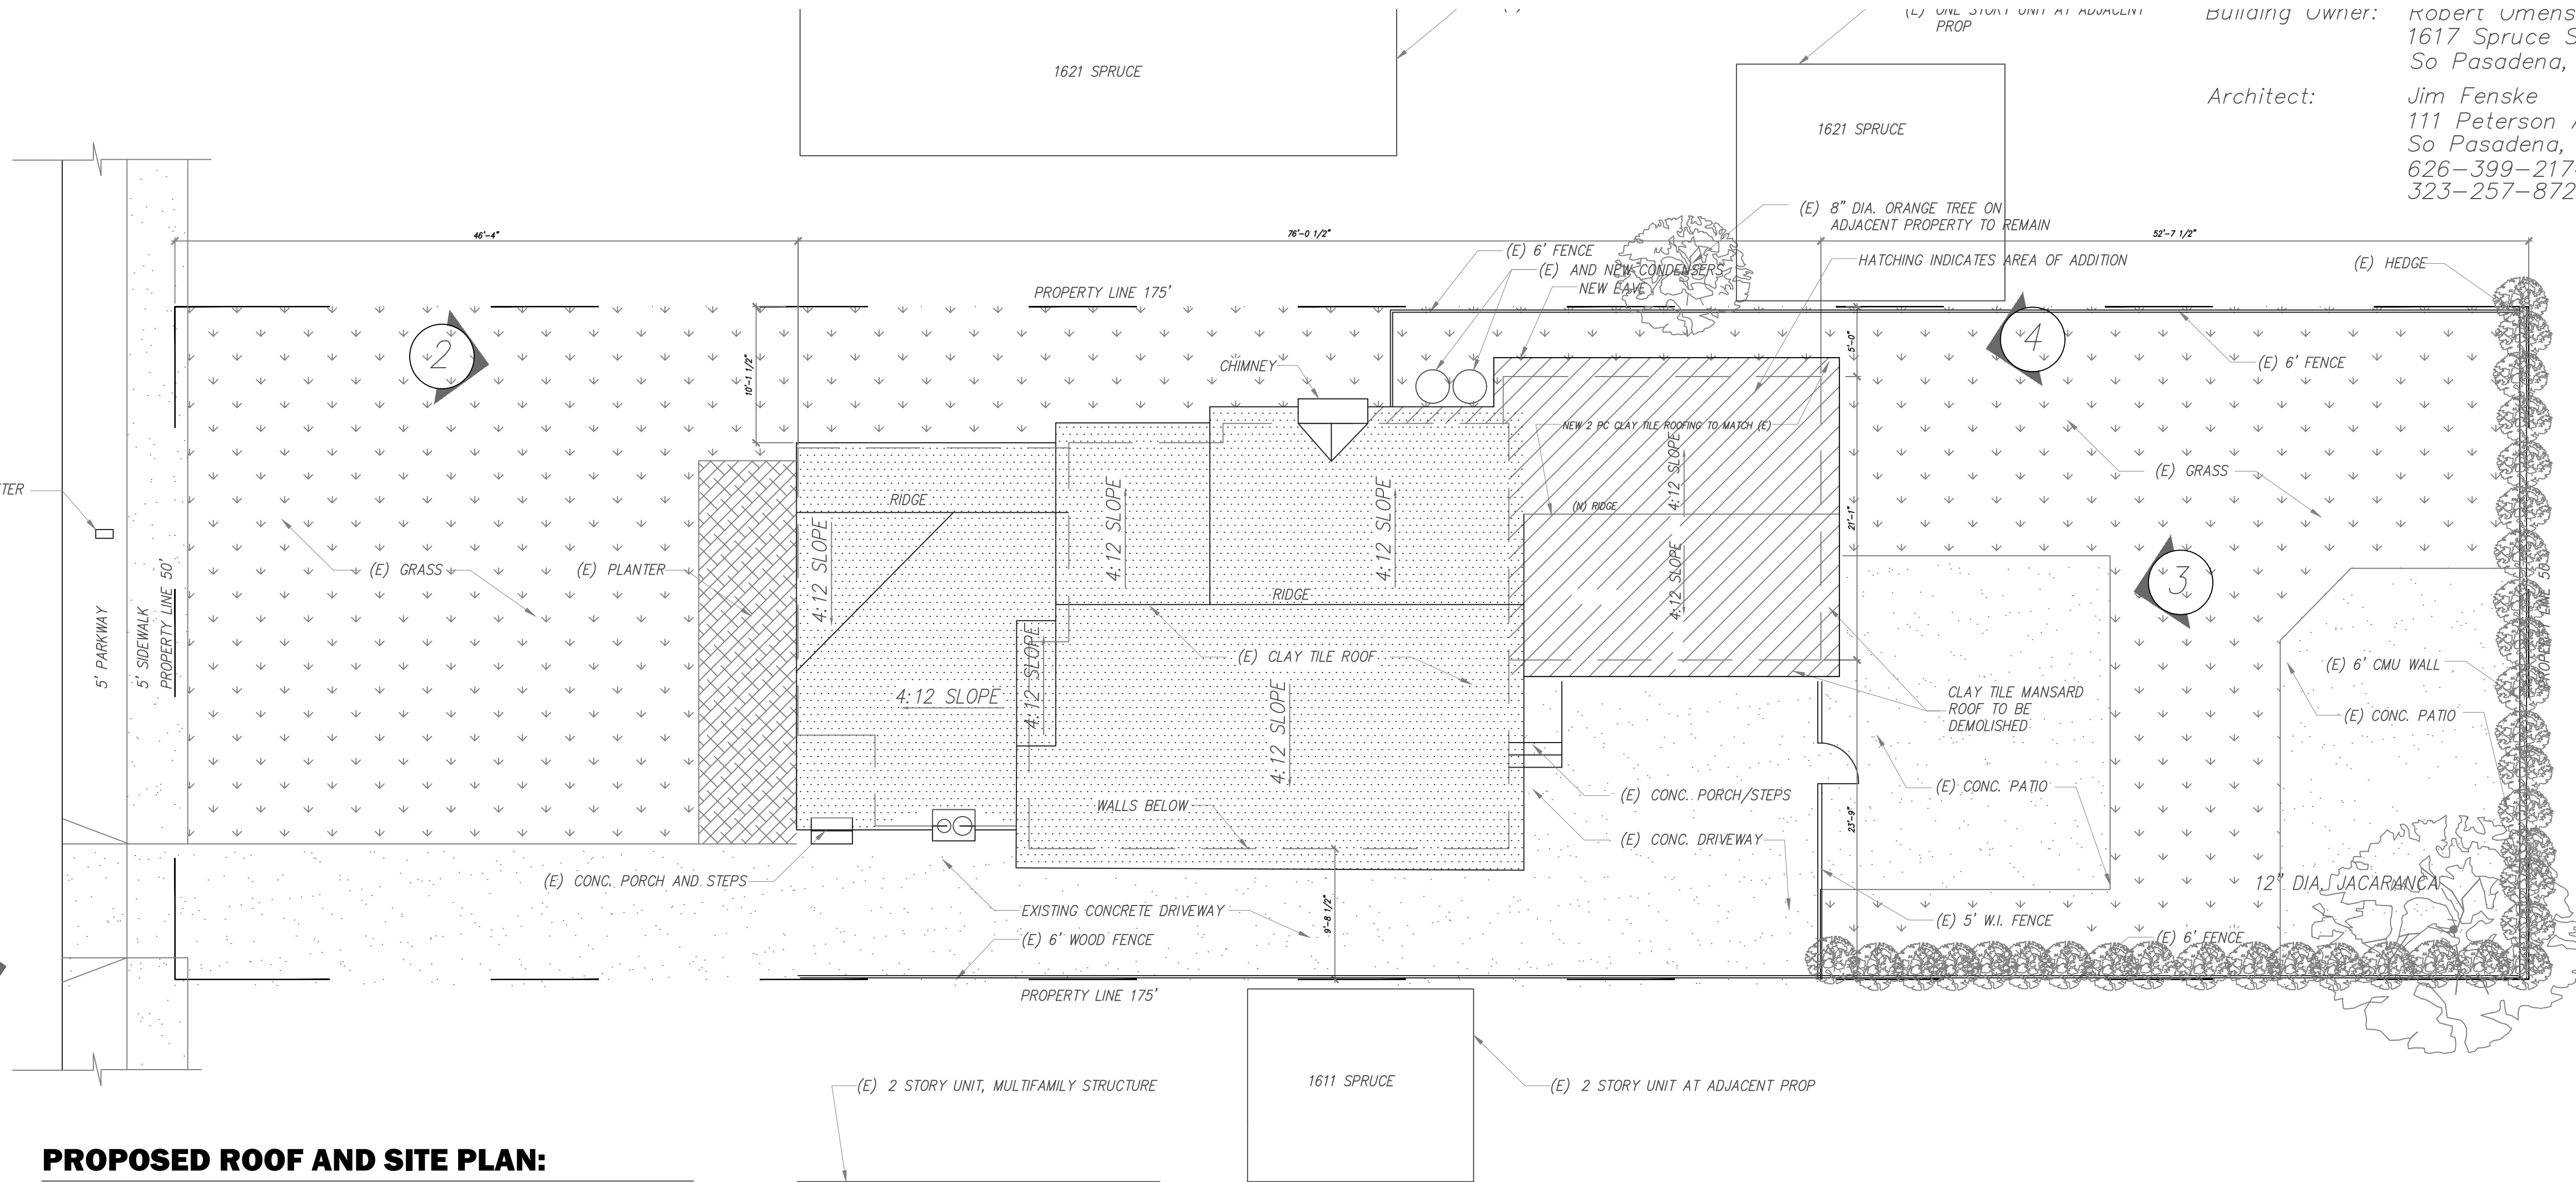 (E) ONE STORY UNIT AT ADJACENT
PROP
Building Owner:
1617 Spruce
So Pasadena,
Architect:
Jim Fenske
111 Peterson
So Pasadena,
626-399-217
323-257-872
1621 SPRUCE
1621 SPRUCE
(E) 8" DIA. ORANGE TREE ON
ADJACENT PROPERTY TO REMAIN
46'-4"
76'-0 1/2"
52'-7 1/2"
(E) 6' FENCE
(E) AND NEW CONDENSERS
NEW EAVE
HATCHING INDICATES AREA OF ADDITION
(E) HEDGE
PROPERTY LINE 175'
2
4
10'-1 1/2"
5'-0"
CHIMNEY
(E) 6' FENCE
NEW 2 PC CLAY TILE ROOFING TO MATCH (E)
4:12 SLOPE
(E) GRASS
RIDGE
(N) RIDGE
4:12 SLOPE
4:12 SLOPE
4:12 SLOPE
21'-1"
(E) GRASS
(E) PLANTER
4:12 SLOPE
3
RIDGE
5' PARKWAY
5' SIDEWALK
PROPERTY LINE 50'
PROPERTY LINE 50'
(E) CLAY TILE ROOF
4:12 SLOPE
4:12 SLOPE
4:12 SLOPE
CLAY TILE MANSARD
ROOF TO BE
DEMOLISHED
(E) 6' CMU WALL
(E) CONC. PATIO
(E) CONC. PATIO
WALLS BELOW
(E) CONC. PORCH/STEPS
(E) CONC. DRIVEWAY
23'-9"
(E) CONC. PORCH AND STEPS
12" DIA. JACARANCA
EXISTING CONCRETE DRIVEWAY
9'-8 1/2"
(E) 5' W.I. FENCE
(E) 6' WOOD FENCE
(E) 6' FENCE
PROPERTY LINE 175'
(E) 2 STORY UNIT, MULTIFAMILY STRUCTURE
1611 SPRUCE
(E) 2 STORY UNIT AT ADJACENT PROP
PROPOSED ROOF AND SITE PLAN: